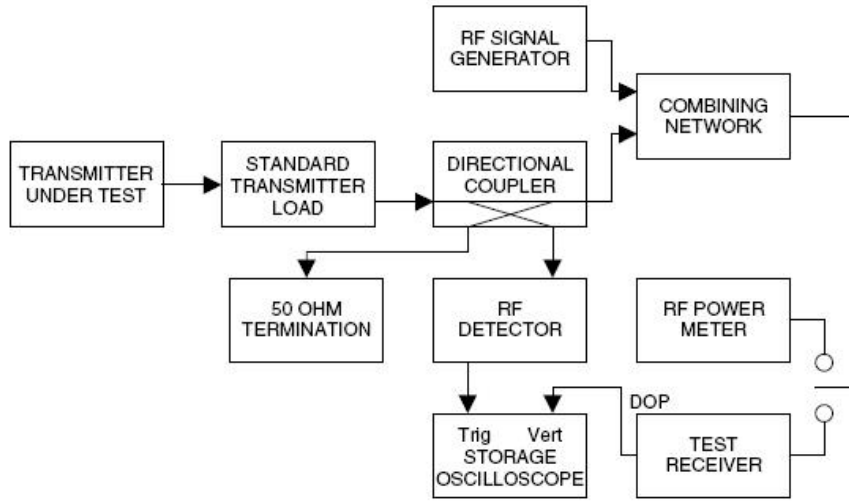 RF SIGNAL
GENERATOR
COMBINING
NETWORK
TRANSMITTER
UNDER TEST
STANDARD
TRANSMITTER
LOAD
DIRECTIONAL
COUPLER
50 OHM
TERMINATION
RF
DETECTOR
RF POWER
METER
DOP
Trig Vert
STORAGE
OSCILLOSCOPE
TEST
RECEIVER